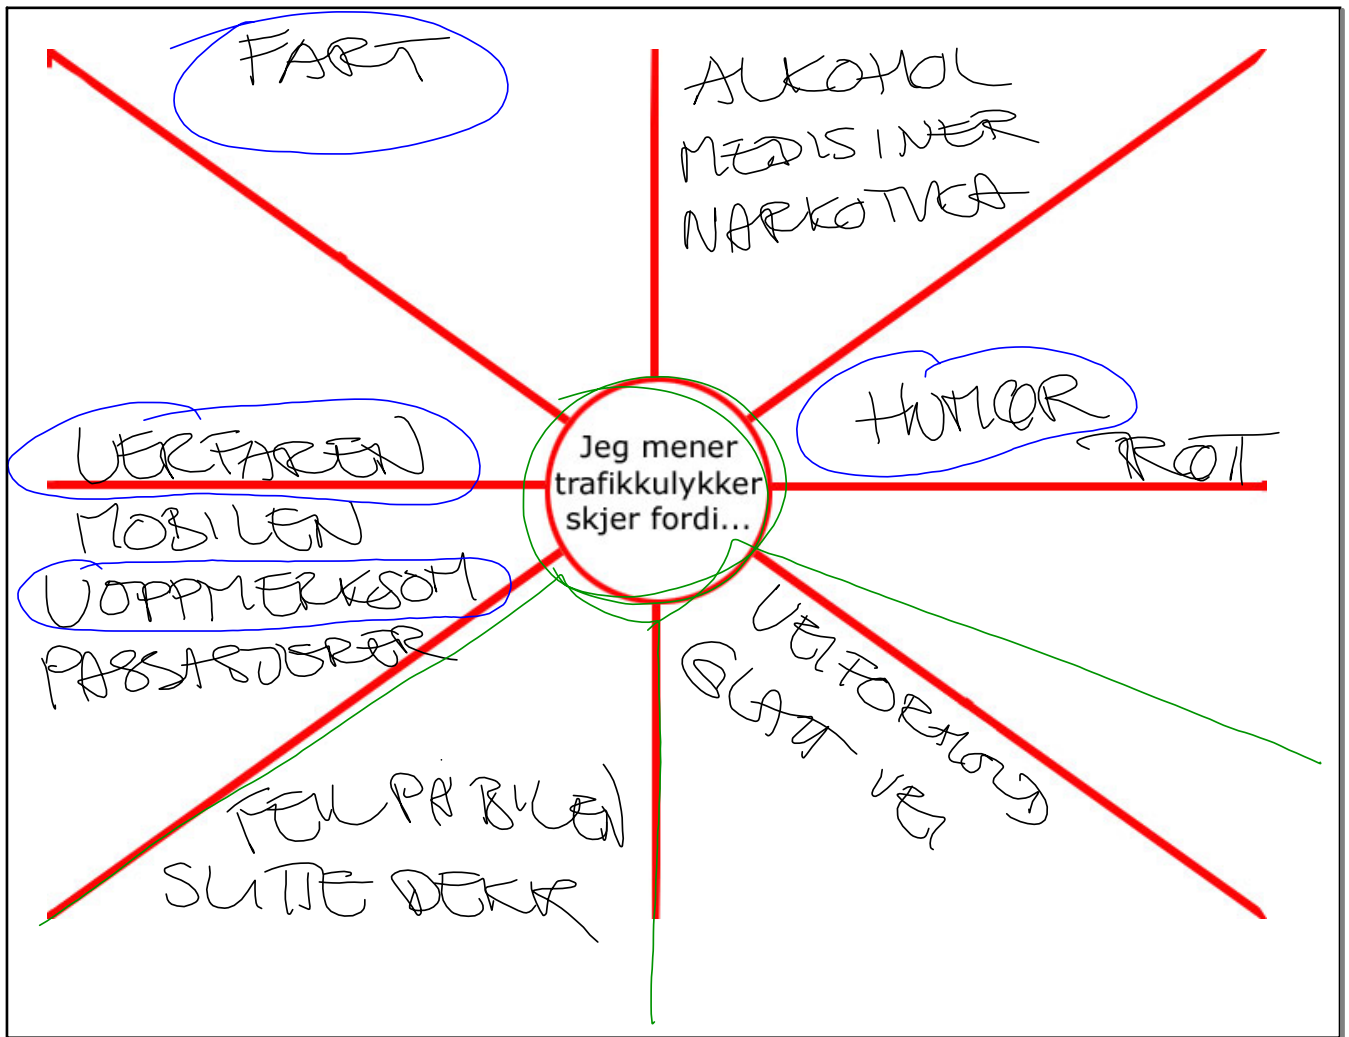 FART
ALKOHOL
MEDISINER
NARKOTIKA
HUMØR
TRØTT
UERFAREN
MOBILEN
UOPPMERKSOM
PASSASJERER
Jeg mener
trafikkulykker
skjer fordi...
VEIFORHOLD
GLATT VEI
FEIL PÅ BILEN
SLITTE DEKK